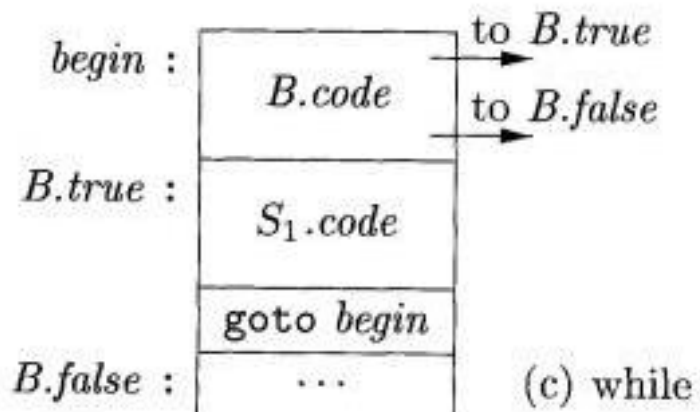 to B.true
begin :
B.code
to B.false
B.true :
S₁.code
goto begin
B.false :
...
(c) while